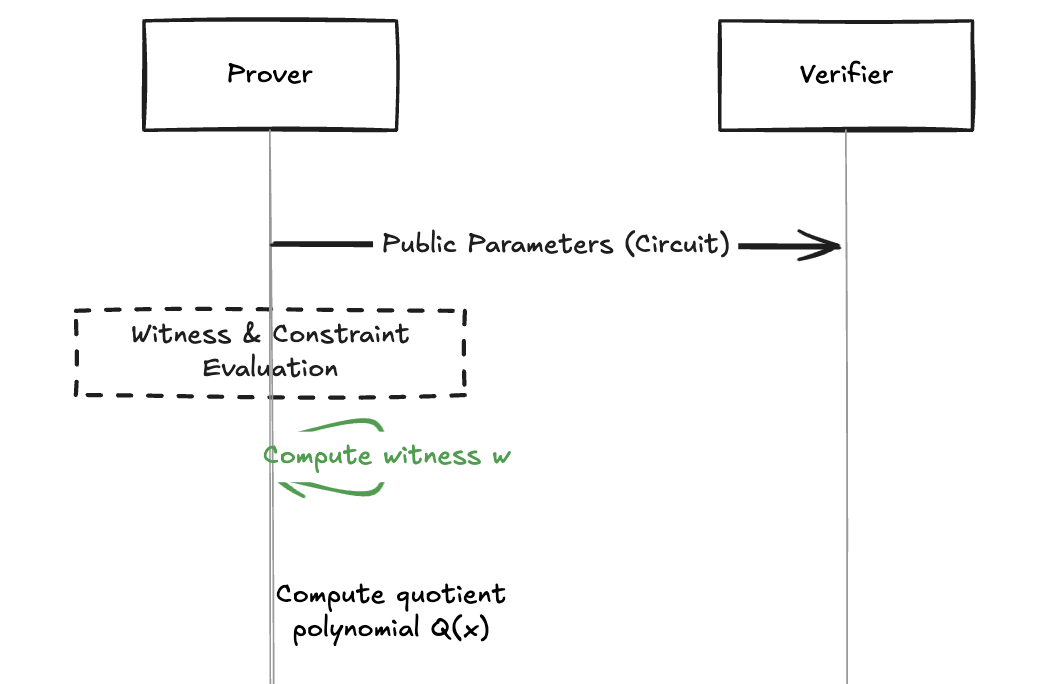 Prover
Verifier
Public Parameters (Circuit)
Witness & Constraint
Evaluation
Compute witness w
Compute quotient
polynomial Q(x)